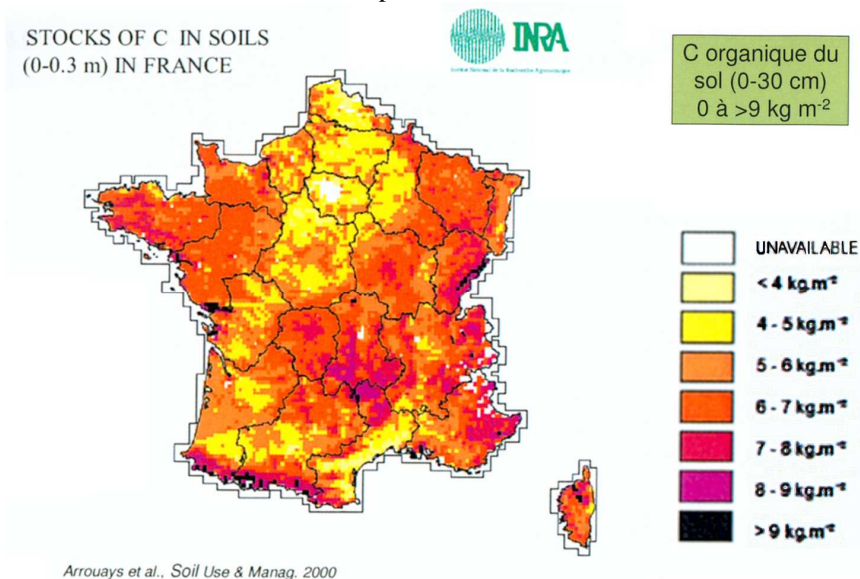 STOCKS OF C IN SOILS
(0-0.3 m) IN FRANCE
INRA
C organique du
sol (0-30 cm)
0 à >9 kg m-2
UNAVAILABLE
< 4 kg.m-2
4 - 5 kg.m-2
5 - 6 kg.m-2
6 - 7 kg.m-2
7 - 8 kg.m-2
8 - 9 kg.m-2
> 9 kg.m-2
Arrouays et al., Soil Use & Manag. 2000